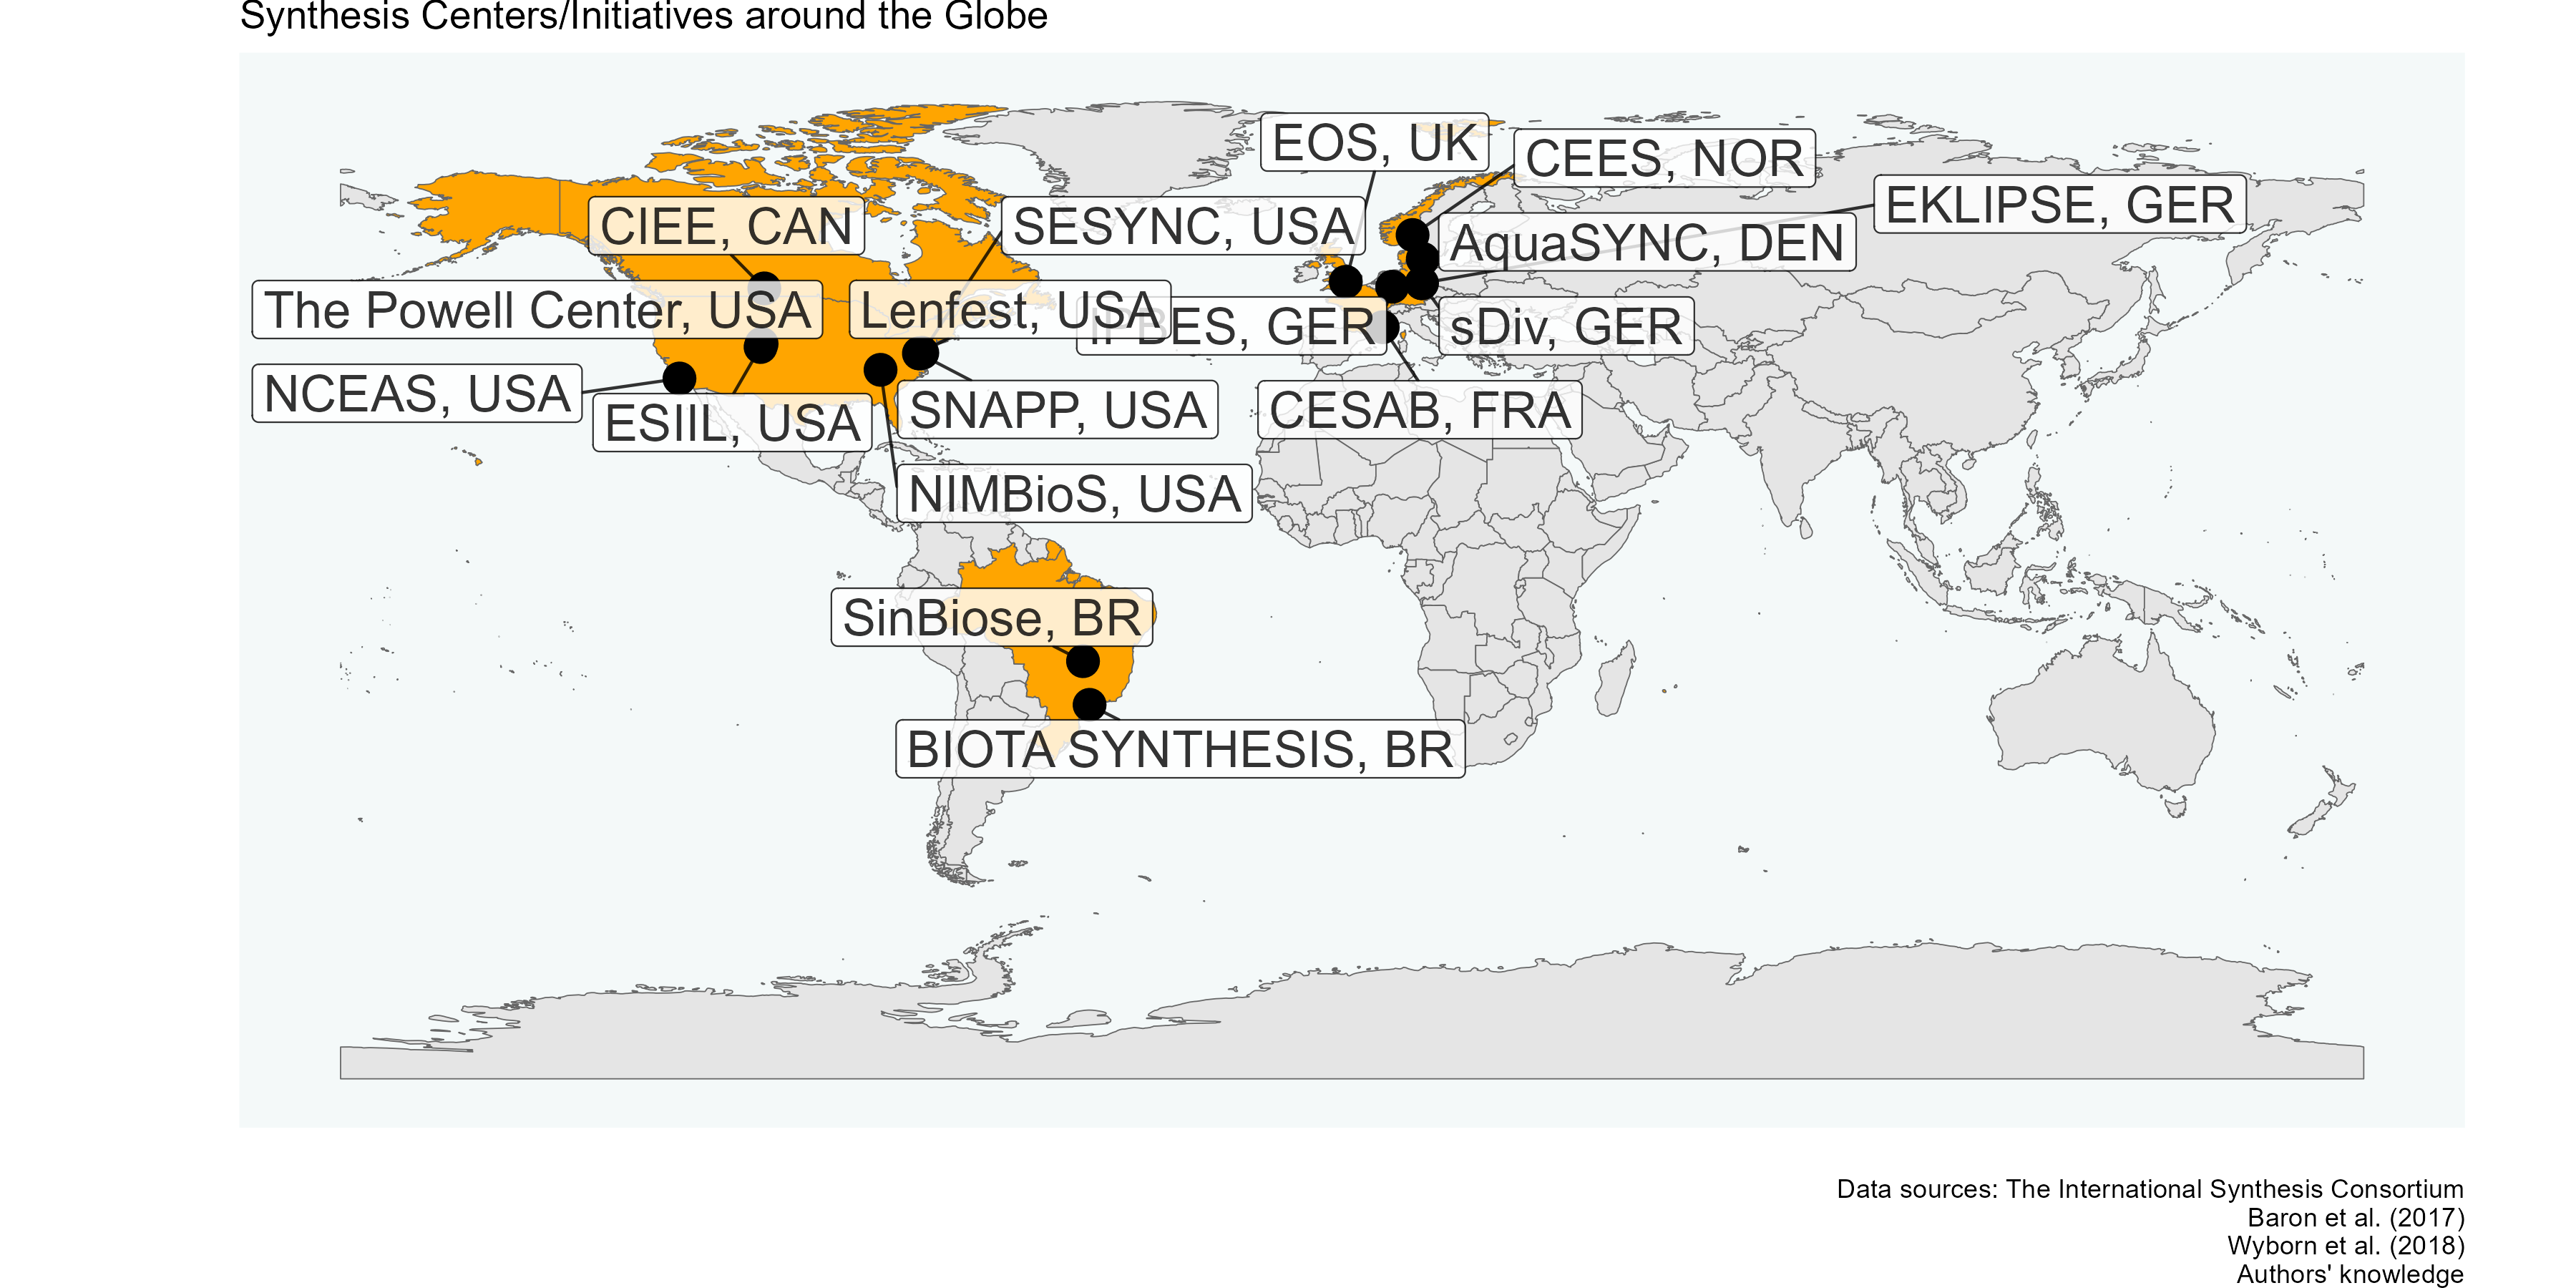 Synthesis Centers/Initiatives around the Globe
EOS, UK
CEES, NOR
EKLIPSE, GER
CIEE, CAN
SESYNC, USA
AquaSYNC, DEN
The Powell Center, USA
Lenfest, USA
IPBES, GER
sDiv, GER
NCEAS, USA
ESIIL, USA
SNAPP, USA
CESAB, FRA
NIMBioS, USA
SinBiose, BR
BIOTA SYNTHESIS, BR
Data sources: The International Synthesis Consortium
Baron et al. (2017)
Wyborn et al. (2018)
Authors' knowledge